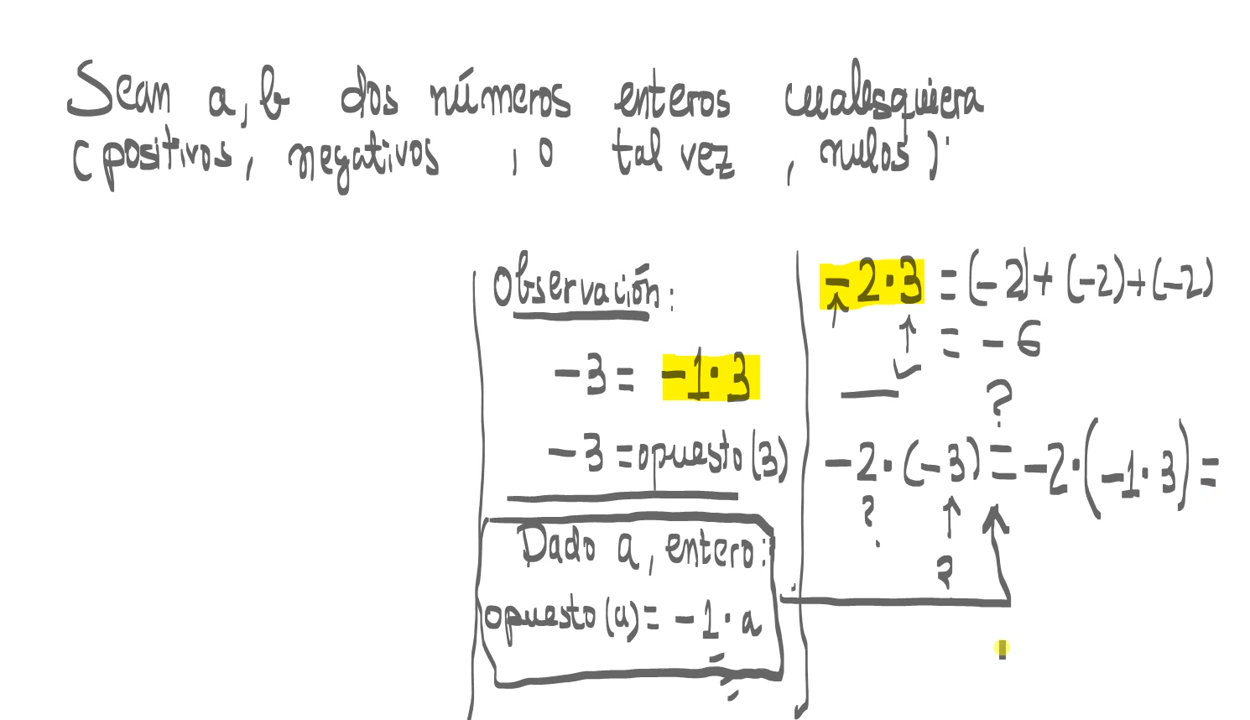 Sean a, b dos números enteros cualesquiera
(positivos, negativos, o tal vez, nulos)
Observación:
-3 = -1·3
-3 = opuesto(3)
Dado a, entero:
opuesto(a) = -1·a
-2·3 = (-2)+(-2)+(-2)
= -6
?
-2·(-3) = -2·(-1·3) =
? ?